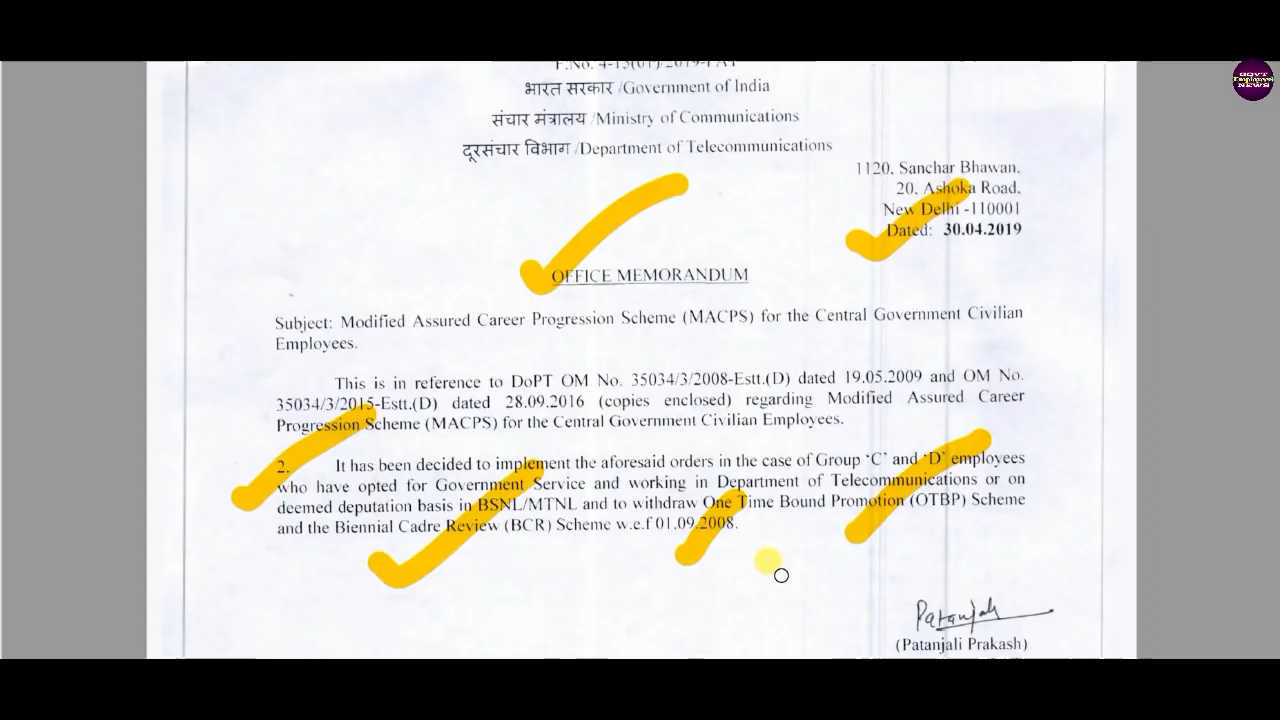 भारत सरकार /Government of India
संचार मंत्रालय /Ministry of Communications
दूरसंचार विभाग /Department of Telecommunications
1120, Sanchar Bhawan,
20, Ashoka Road,
New Delhi -110001
Dated: 30.04.2019
OFFICE MEMORANDUM
Subject: Modified Assured Career Progression Scheme (MACPS) for the Central Government Civilian
Employees.
This is in reference to DoPT OM No. 35034/3/2008-Estt.(D) dated 19.05.2009 and OM No.
35034/3/2015-Estt.(D) dated 28.09.2016 (copies enclosed) regarding Modified Assured Career
Progression Scheme (MACPS) for the Central Government Civilian Employees.
2. It has been decided to implement the aforesaid orders in the case of Group ‘C’ and ‘D’ employees
who have opted for Government Service and working in Department of Telecommunications or on
deemed deputation basis in BSNL/MTNL and to withdraw One Time Bound Promotion (OTBP) Scheme
and the Biennial Cadre Review (BCR) Scheme w.e.f 01.09.2008.
(Patanjali Prakash)
GOVT
Employees
NEWS